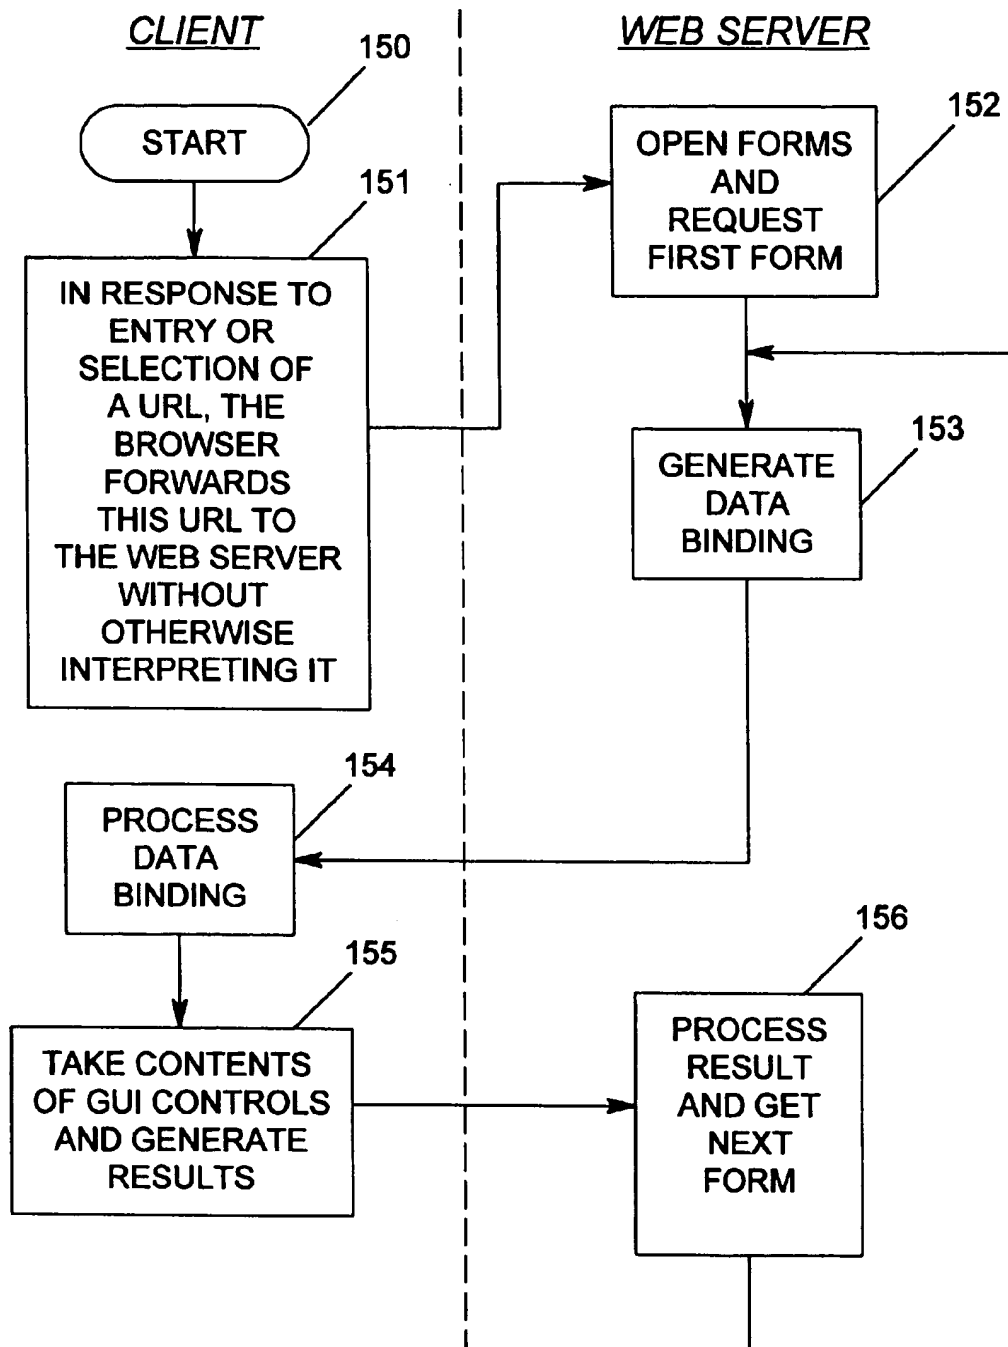 CLIENT
WEB SERVER
150
START
151
IN RESPONSE TO
ENTRY OR
SELECTION OF
A URL, THE
BROWSER
FORWARDS
THIS URL TO
THE WEB SERVER
WITHOUT
OTHERWISE
INTERPRETING IT
152
OPEN FORMS
AND
REQUEST
FIRST FORM
153
GENERATE
DATA
BINDING
154
PROCESS
DATA
BINDING
155
TAKE CONTENTS
OF GUI CONTROLS
AND GENERATE
RESULTS
156
PROCESS
RESULT
AND GET
NEXT
FORM